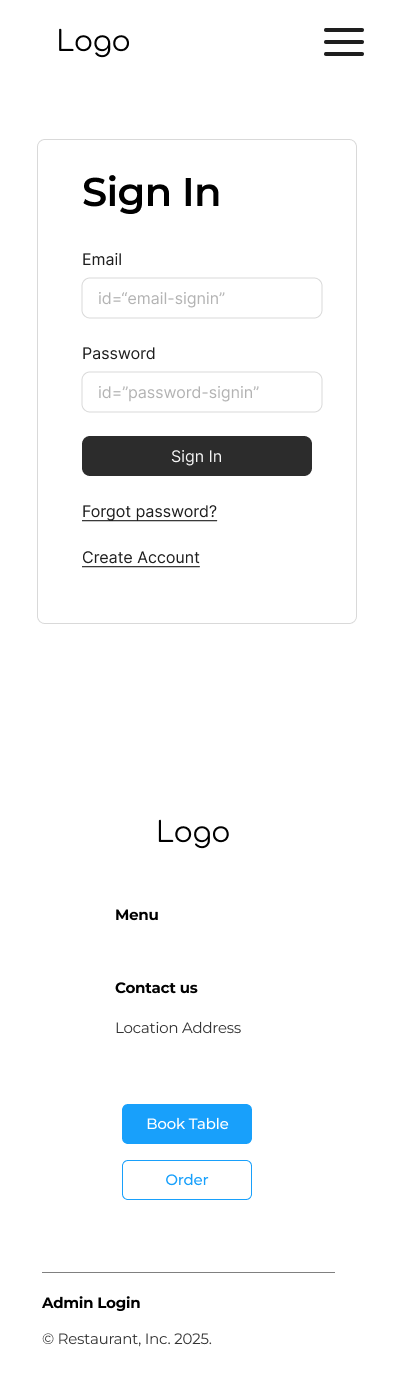 Logo
Sign In
Email
id=“email-signin”
Password
id=“password-signin”
Sign In
Forgot password?
Create Account
Logo
Menu
Contact us
Location Address
Book Table
Order
Admin Login
© Restaurant, Inc. 2025.